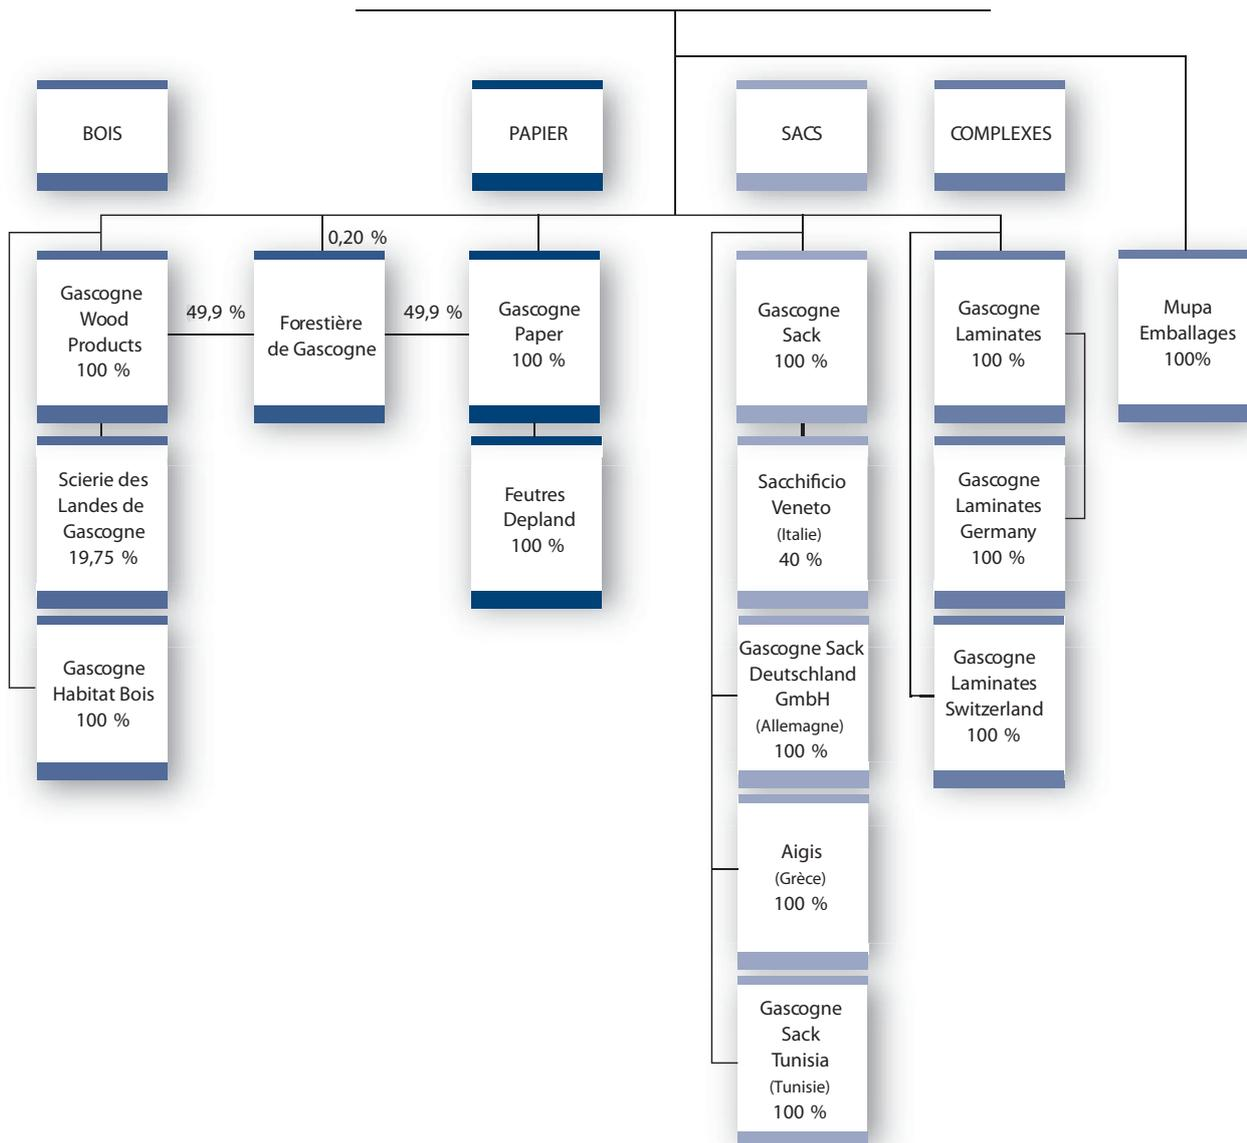 BOIS
PAPIER
SACS
COMPLEXES
0,20 %
Gascogne
Wood
Products
100 %
49,9 %
Forestière
de Gascogne
49,9 %
Gascogne
Paper
100 %
Gascogne
Sack
100 %
Gascogne
Laminates
100 %
Mupa
Emballages
100%
Scierie des
Landes de
Gascogne
19,75 %
Feutres
Depland
100 %
Sacchificio
Veneto
(Italie)
40 %
Gascogne
Laminates
Germany
100 %
Gascogne
Habitat Bois
100 %
Gascogne Sack
Deutschland
GmbH
(Allemagne)
100 %
Gascogne
Laminates
Switzerland
100 %
Aigis
(Grèce)
100 %
Gascogne
Sack
Tunisia
(Tunisie)
100 %